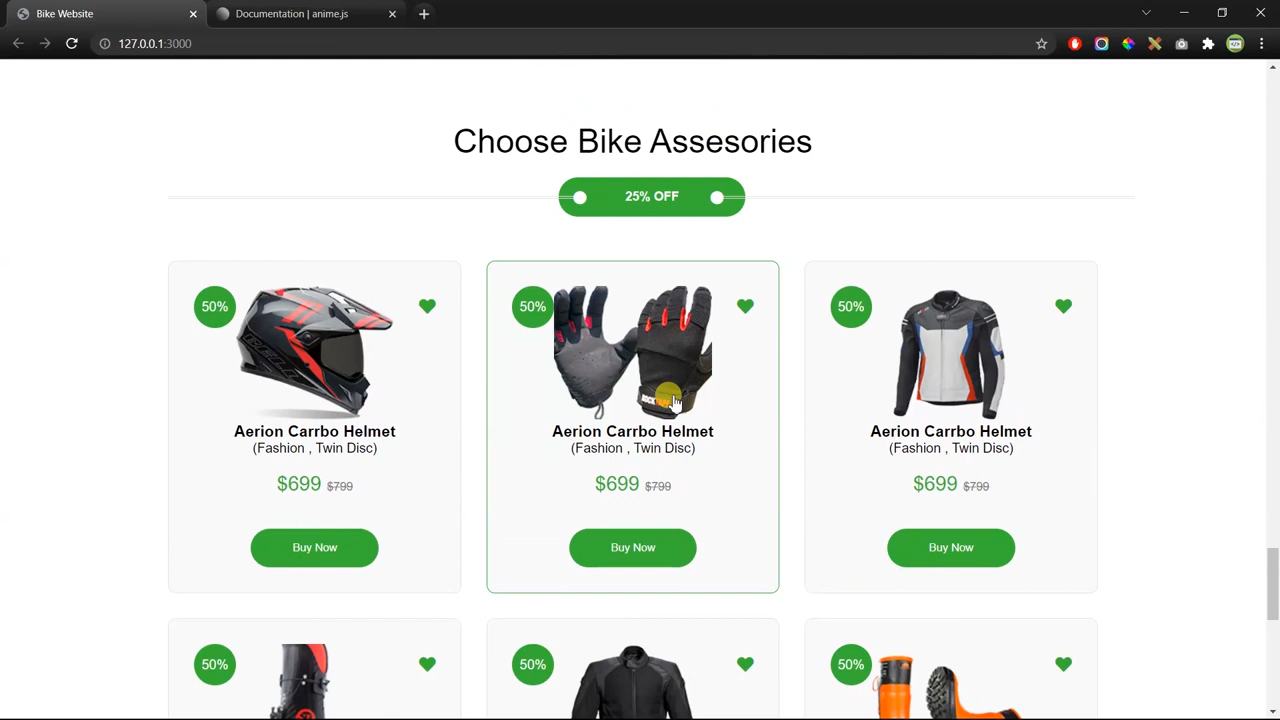 Bike Website
Documentation | anime.js
127.0.0.1:3000
Choose Bike Assesories
25% OFF
50%
50%
50%
Aerion Carrbo Helmet
(Fashion , Twin Disc)
$699 $799
Buy Now
Aerion Carrbo Helmet
(Fashion , Twin Disc)
$699 $799
Buy Now
Aerion Carrbo Helmet
(Fashion , Twin Disc)
$699 $799
Buy Now
50%
50%
50%